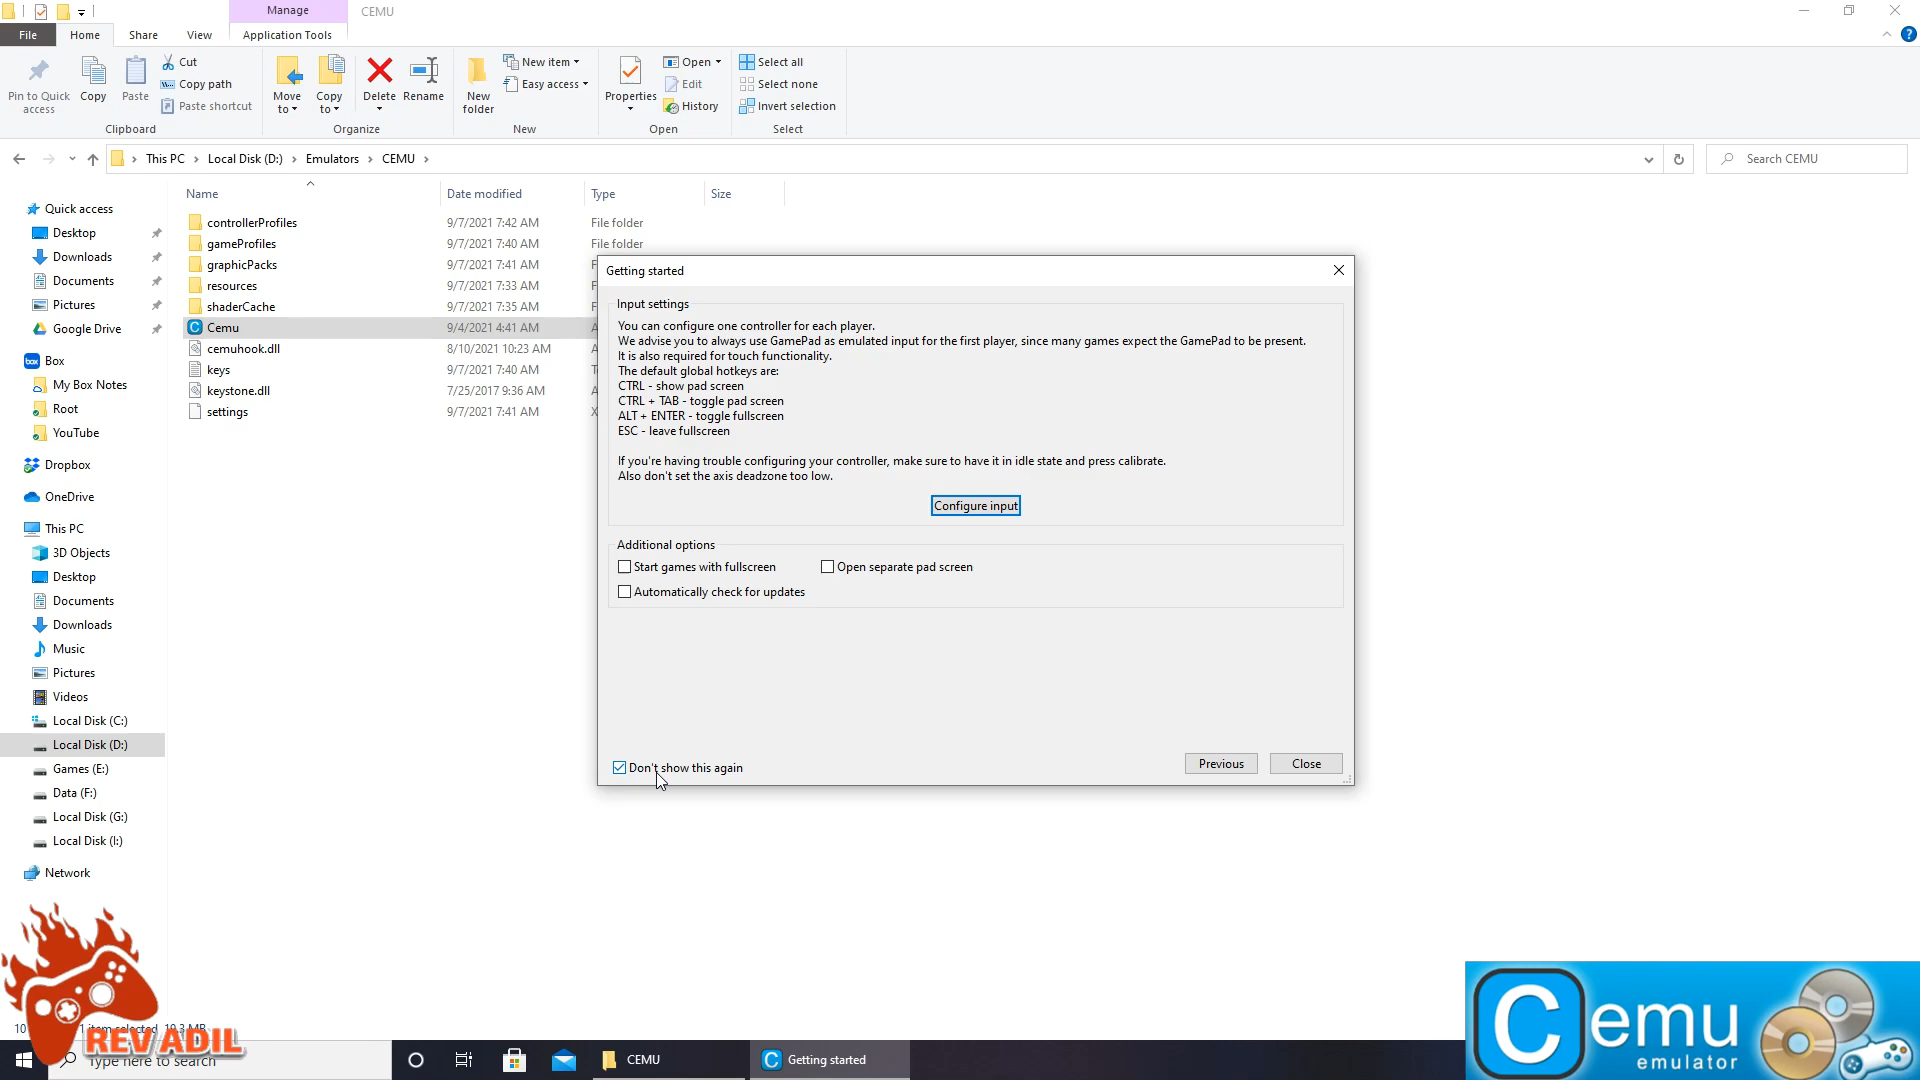 Manage
CEMU
File
Home
Share
View
Application Tools
Pin to Quick access
Copy
Paste
Cut
Copy path
Paste shortcut
Clipboard
Move to
Copy to
Delete
Rename
Organize
New folder
New item
Easy access
New
Properties
Open
Edit
History
Open
Select all
Select none
Invert selection
Select
This PC
Local Disk (D:)
Emulators
CEMU
Search CEMU
Name
Date modified
Type
Size
controllerProfiles 9/7/2021 7:42 AM File folder
gameProfiles 9/7/2021 7:40 AM File folder
graphicPacks 9/7/2021 7:41 AM
resources 9/7/2021 7:33 AM
shaderCache 9/7/2021 7:35 AM
Cemu 9/4/2021 4:41 AM
cemuhook.dll 8/10/2021 10:23 AM
keys 9/7/2021 7:40 AM
keystone.dll 7/25/2017 9:36 AM
settings 9/7/2021 7:41 AM
Quick access
Desktop
Downloads
Documents
Pictures
Google Drive
Box
My Box Notes
Root
YouTube
Dropbox
OneDrive
This PC
3D Objects
Desktop
Documents
Downloads
Music
Pictures
Videos
Local Disk (C:)
Local Disk (D:)
Games (E:)
Data (F:)
Local Disk (G:)
Local Disk (I:)
Network
Getting started
Input settings
You can configure one controller for each player.
We advise you to always use GamePad as emulated input for the first player, since many games expect the GamePad to be present.
It is also required for touch functionality.
The default global hotkeys are:
CTRL - show pad screen
CTRL + TAB - toggle pad screen
ALT + ENTER - toggle fullscreen
ESC - leave fullscreen
If you're having trouble configuring your controller, make sure to have it in idle state and press calibrate.
Also don't set the axis deadzone too low.
Configure input
Additional options
Start games with fullscreen
Open separate pad screen
Automatically check for updates
Don't show this again
Previous
Close
10
1 item selected 19.3 MB
REV ADIL
Type here to search
CEMU
Getting started
Cemu
emulator